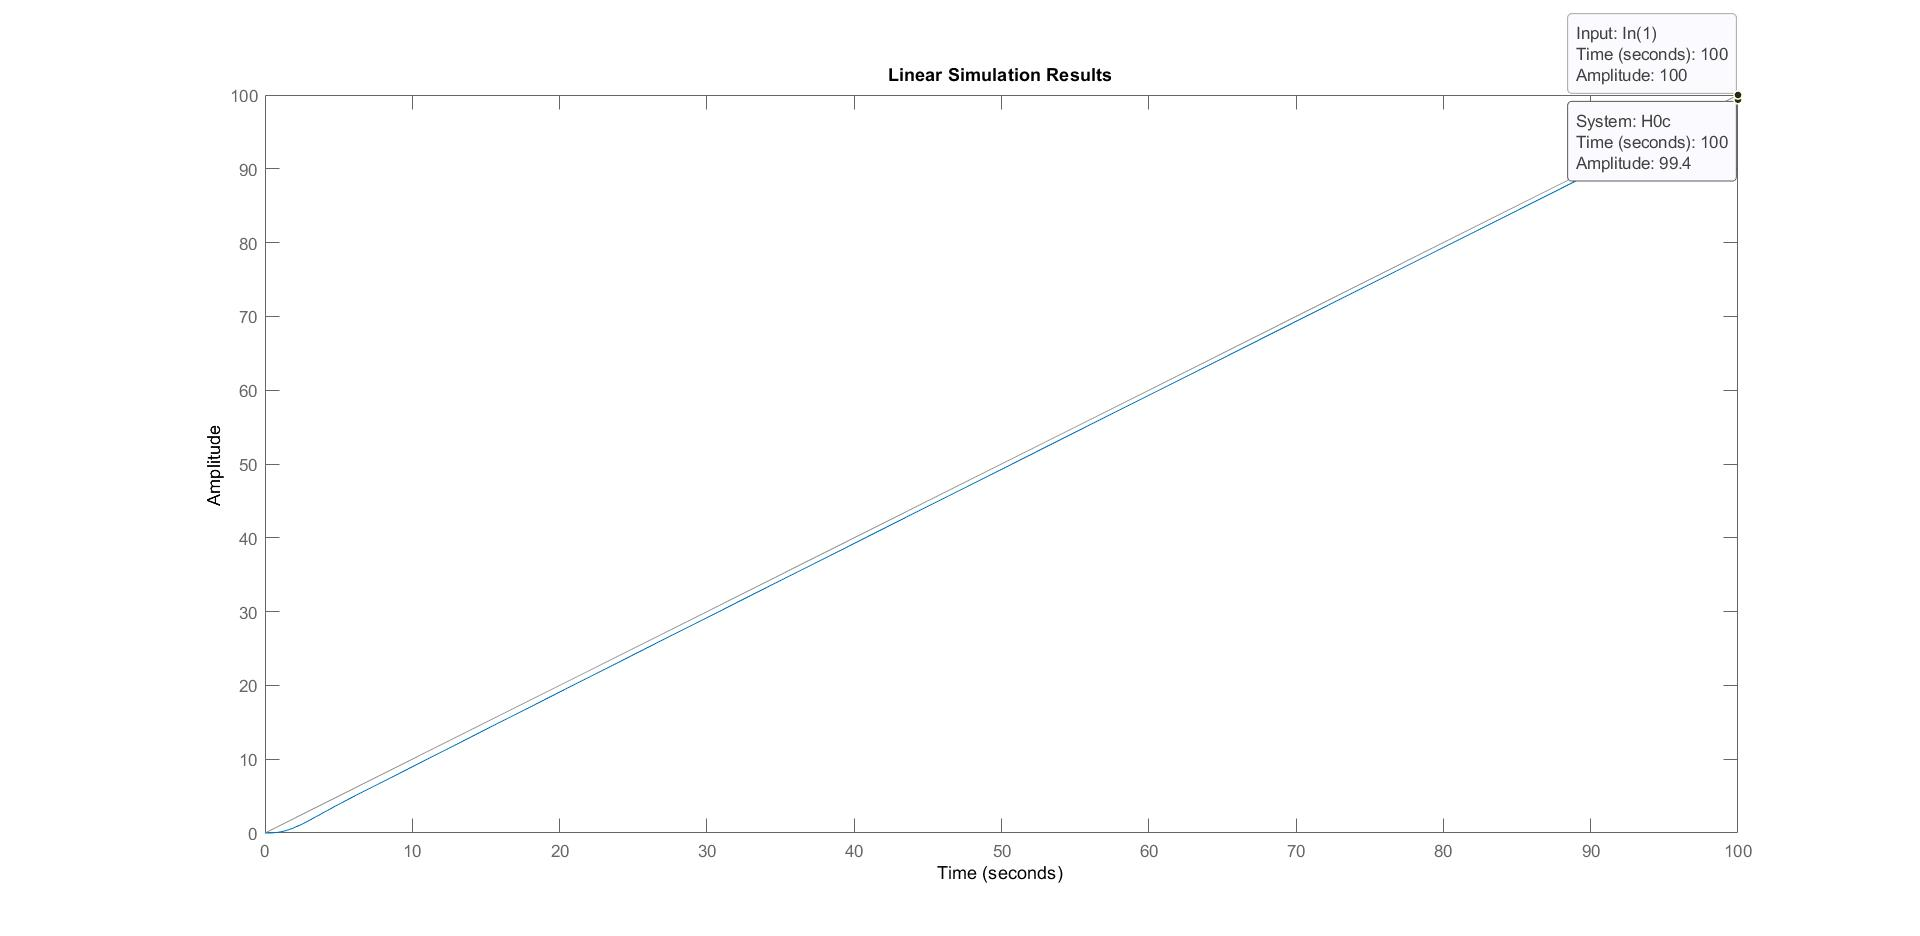 Input: In(1)
Time (seconds): 100
Amplitude: 100
Linear Simulation Results
System: H0c
Time (seconds): 100
Amplitude: 99.4
100
90
80
70
60
50
40
30
20
10
0
Amplitude
0 10 20 30 40 50 60 70 80 90 100
Time (seconds)